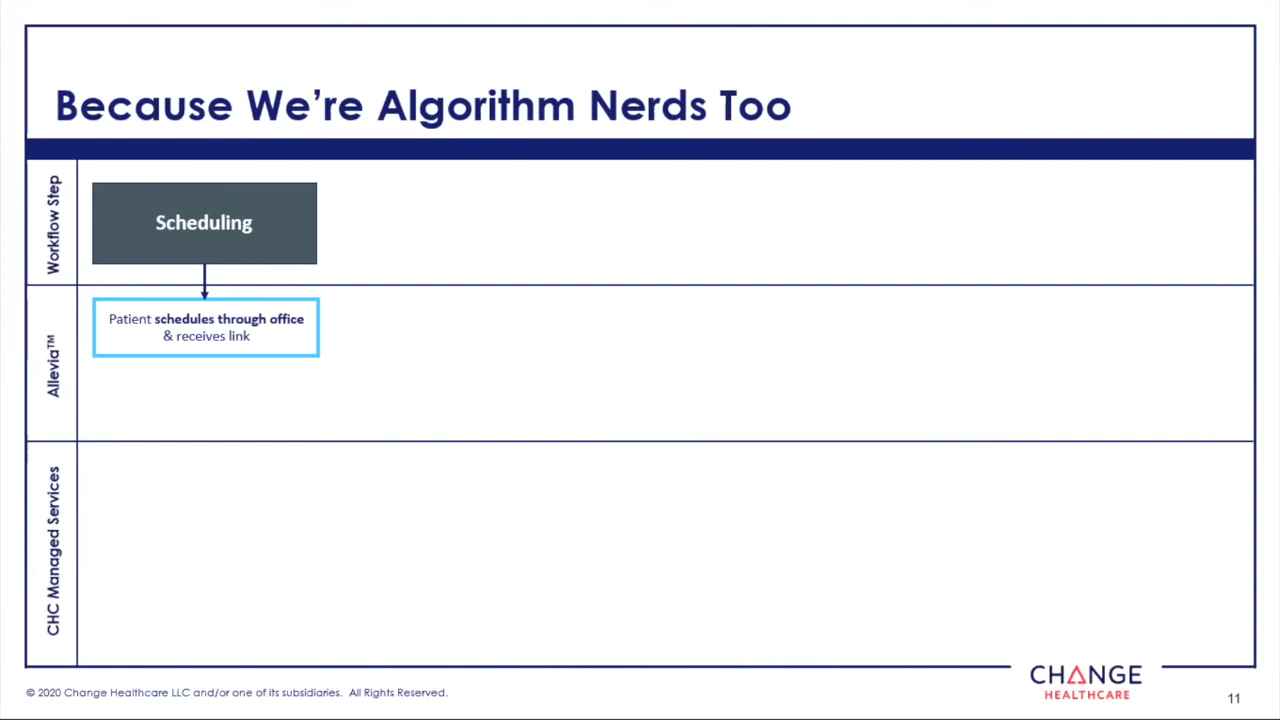 Because We’re Algorithm Nerds Too
Workflow Step
Scheduling
Allevia™
Patient schedules through office
& receives link
CHC Managed Services
CHANGE
HEALTHCARE
© 2020 Change Healthcare LLC and/or one of its subsidiaries. All Rights Reserved.
11